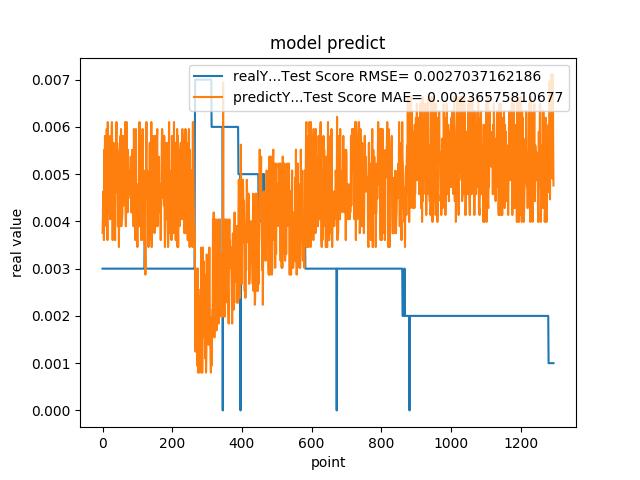 model predict
realY...Test Score RMSE= 0.0027037162186
predictY...Test Score MAE= 0.00236575810677
real value
0.007
0.006
0.005
0.004
0.003
0.002
0.001
0.000
0 200 400 600 800 1000 1200
point